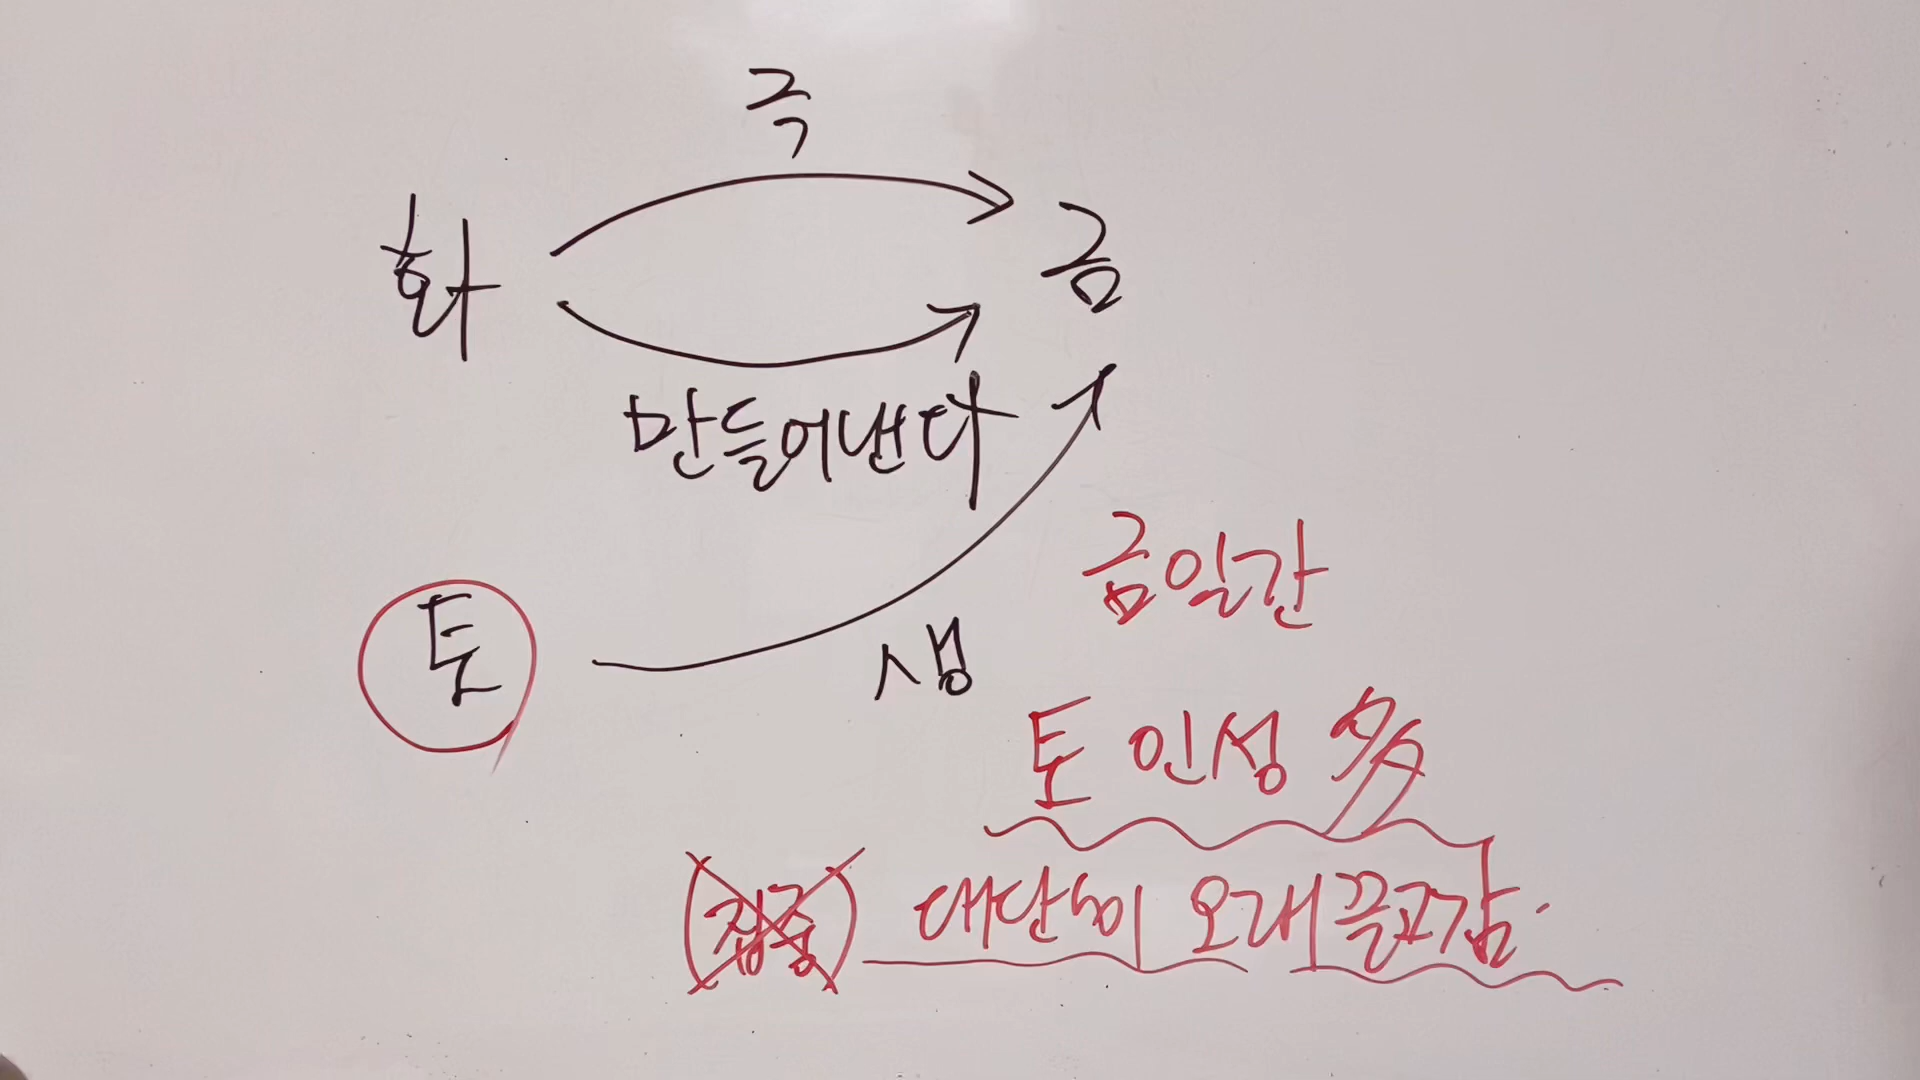 극
화 금
만들어낸다
토
생
금일간
토 인성 多
(집중) 대단히 오래 끌고감.